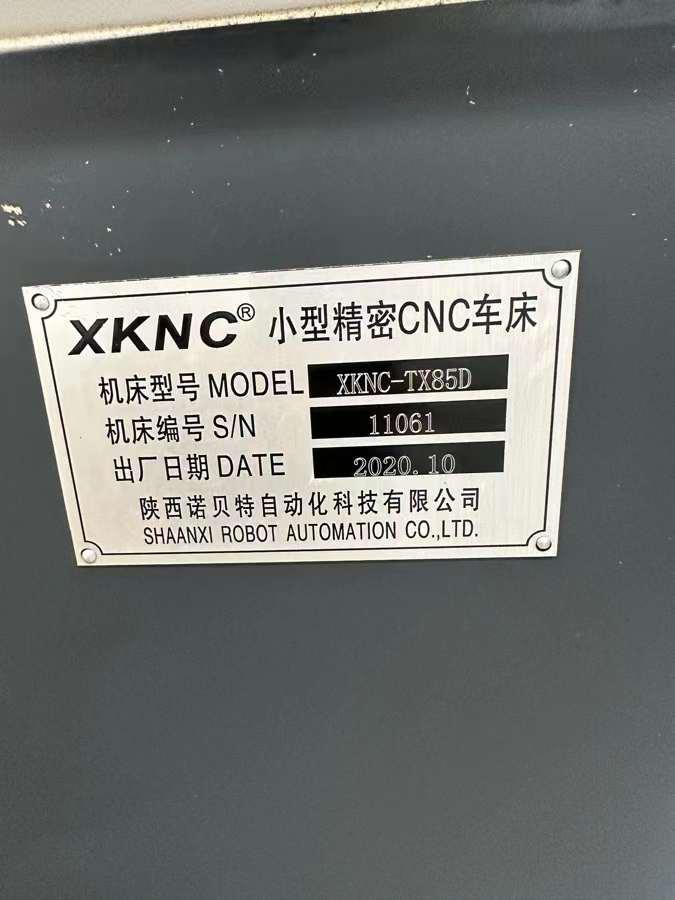 XKNC® 小型精密CNC车床
机床型号 MODEL XKNC-TX85D
机床编号 S/N 11061
出厂日期 DATE 2020.10
陕西诺贝特自动化科技有限公司
SHAANXI ROBOT AUTOMATION CO.,LTD.